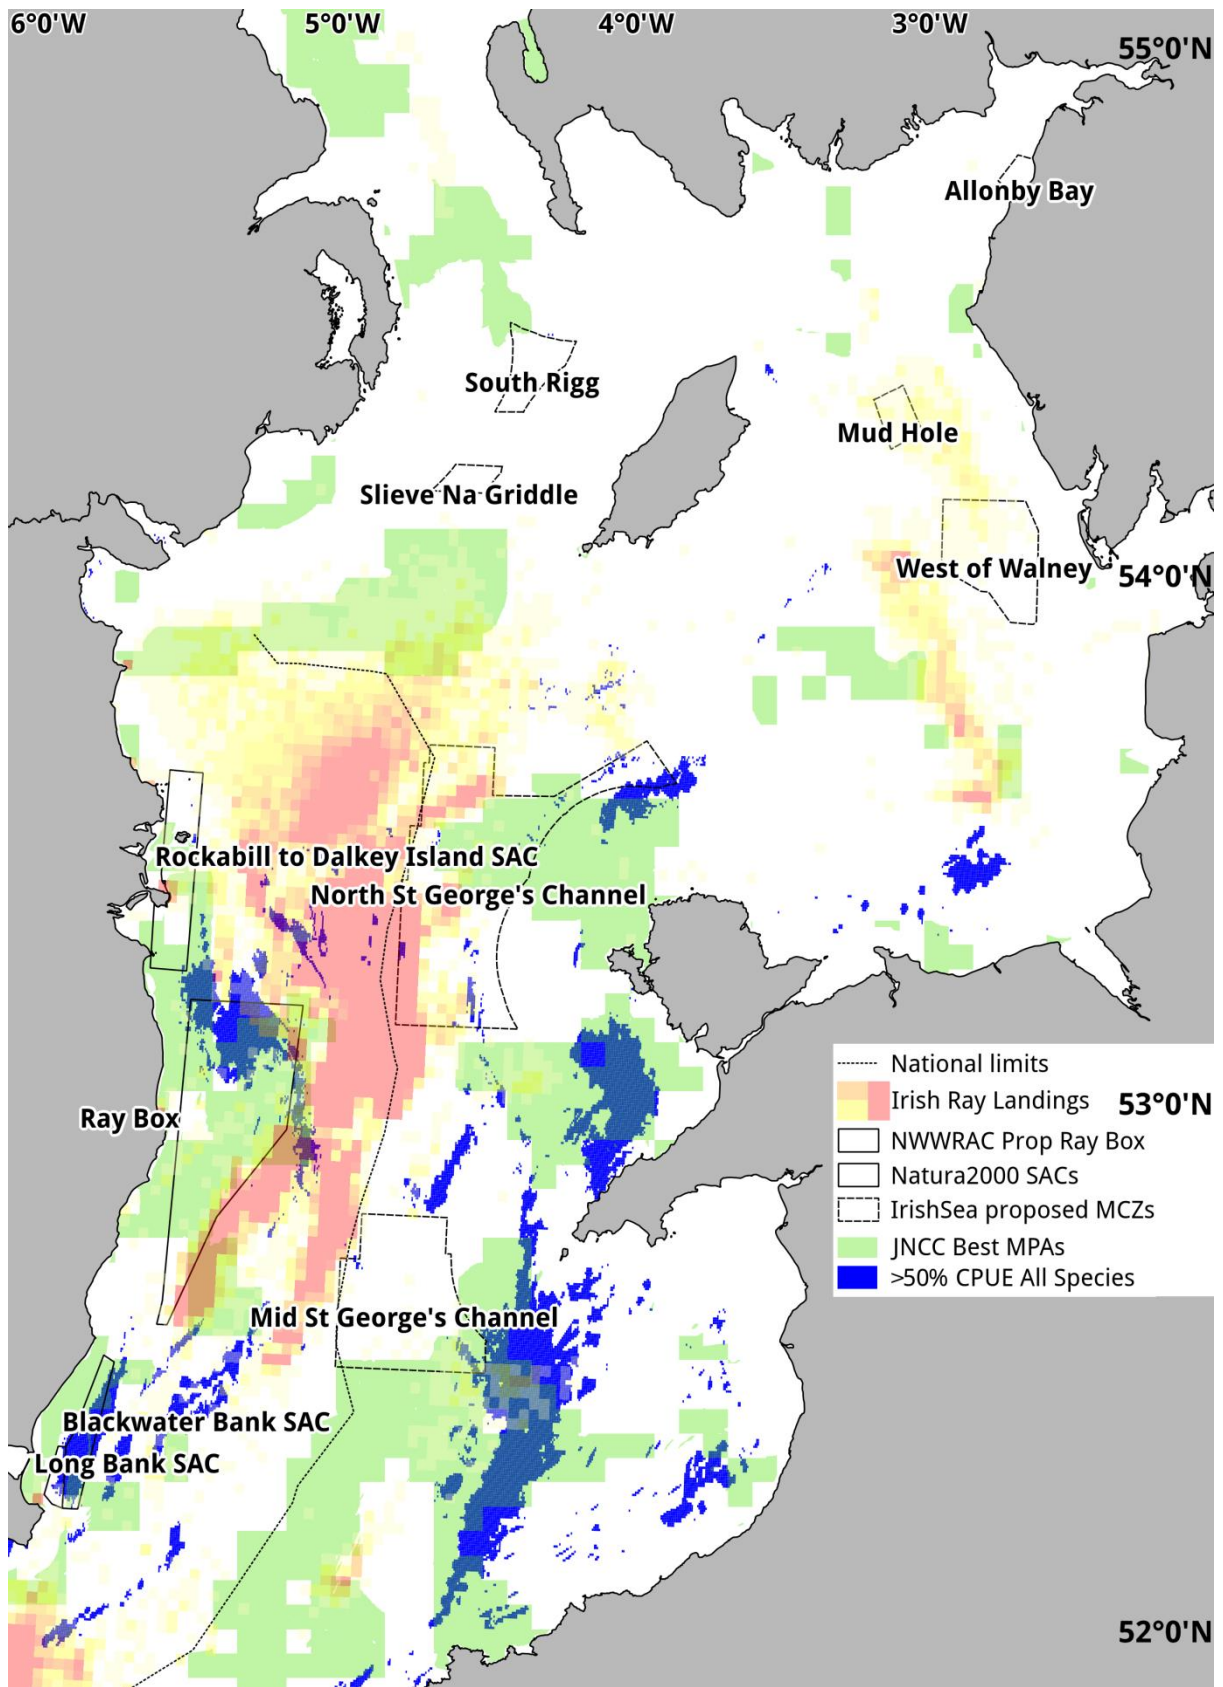 6°0'W 5°0'W 4°0'W 3°0'W
55°0'N
Allonby Bay
South Rigg
Mud Hole
Slieve Na Griddle
West of Walney
54°0'N
Rockabill to Dalkey Island SAC
North St George's Channel
National limits
Irish Ray Landings
53°0'N
Ray Box
NWWRAC Prop Ray Box
Natura2000 SACs
IrishSea proposed MCZs
JNCC Best MPAs
>50% CPUE All Species
Mid St George's Channel
Blackwater Bank SAC
Long Bank SAC
52°0'N